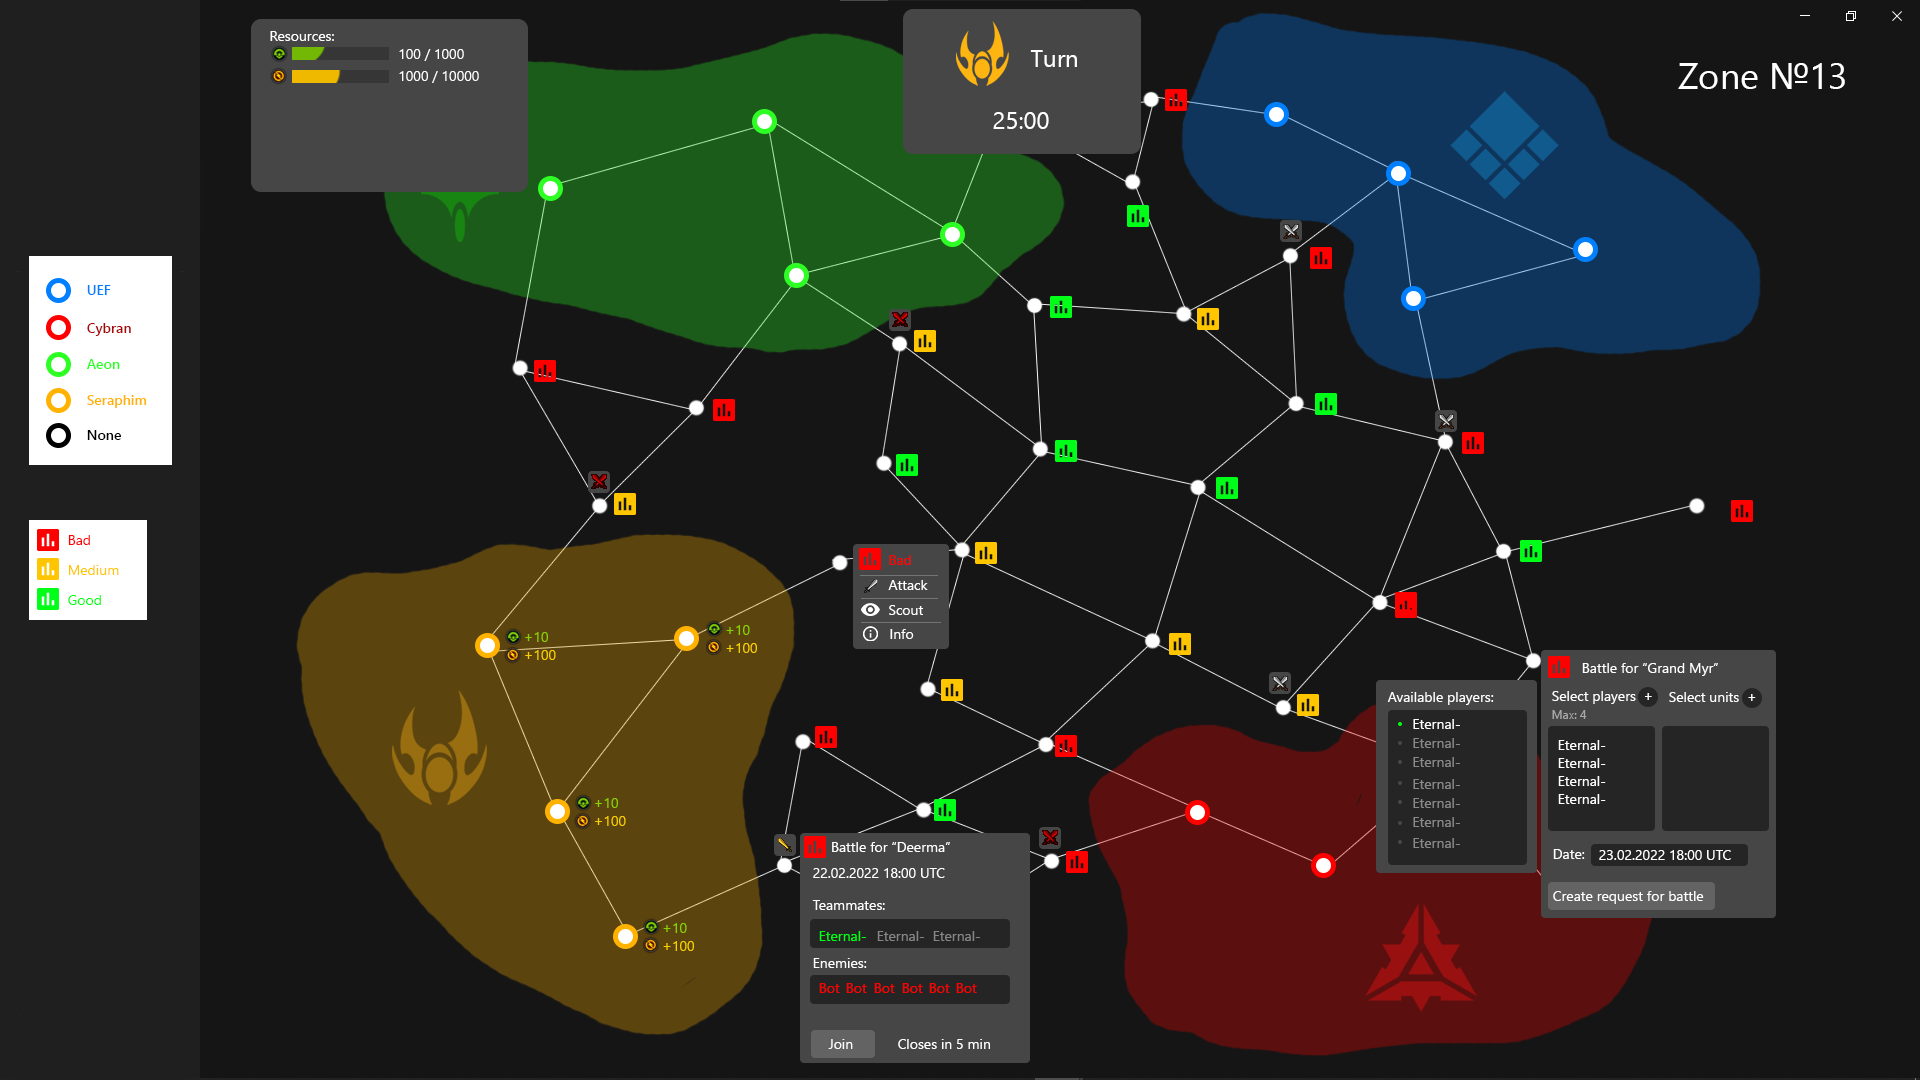 Resources:
100 / 1000
1000 / 10000
Turn
25:00
Zone №13
UEF
Cybran
Aeon
Seraphim
None
Bad
Medium
Good
Bad
Attack
Scout
Info
+10
+100
+10
+100
+10
+100
+10
+100
Battle for “Deerma”
22.02.2022 18:00 UTC
Teammates:
Eternal- Eternal- Eternal-
Enemies:
Bot Bot Bot Bot Bot Bot
Join
Closes in 5 min
Available players:
Eternal-
Eternal-
Eternal-
Eternal-
Eternal-
Eternal-
Eternal-
Battle for “Grand Myr”
Select players + Select units +
Max: 4
Eternal-
Eternal-
Eternal-
Eternal-
Date: 23.02.2022 18:00 UTC
Create request for battle